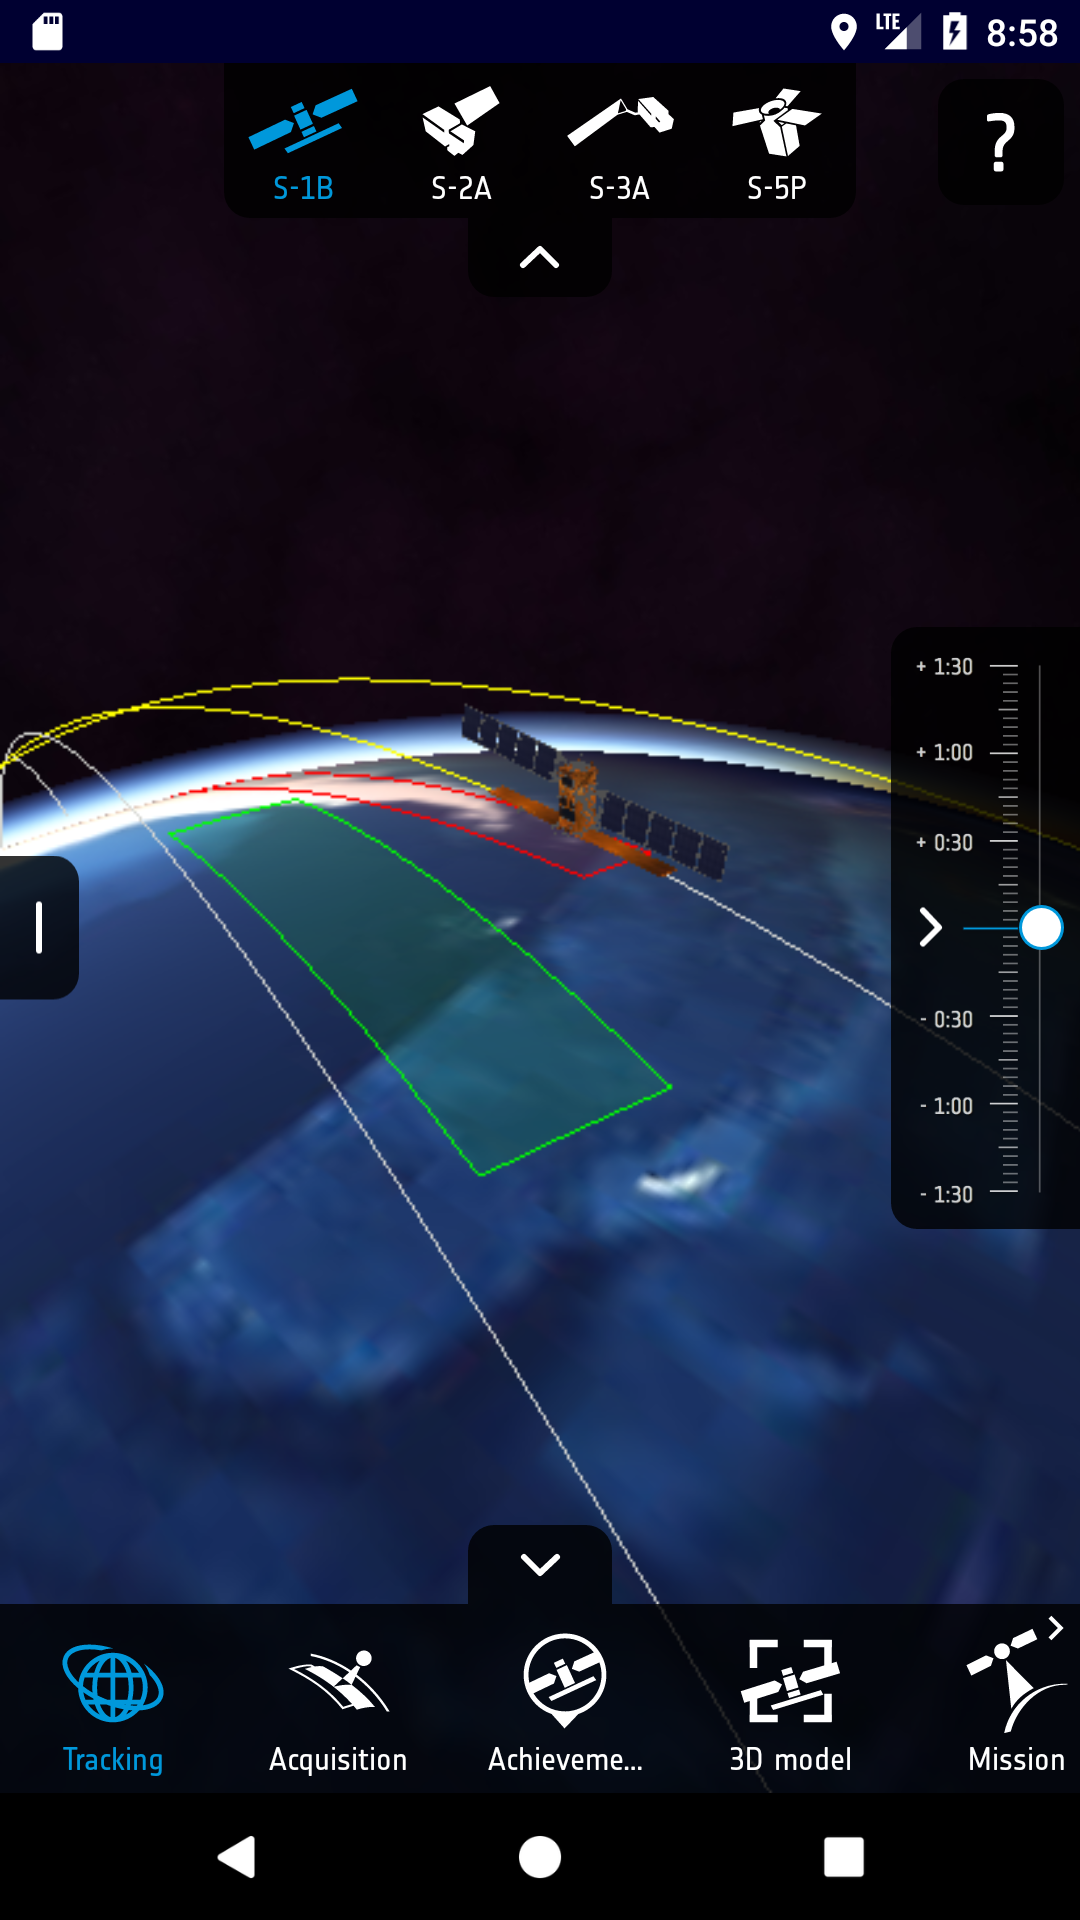 LTE 8:58
S-1B S-2A S-3A S-5P
?
+ 1:30
+ 1:00
+ 0:30
- 0:30
- 1:00
- 1:30
Tracking Acquisition Achieveme... 3D model Mission